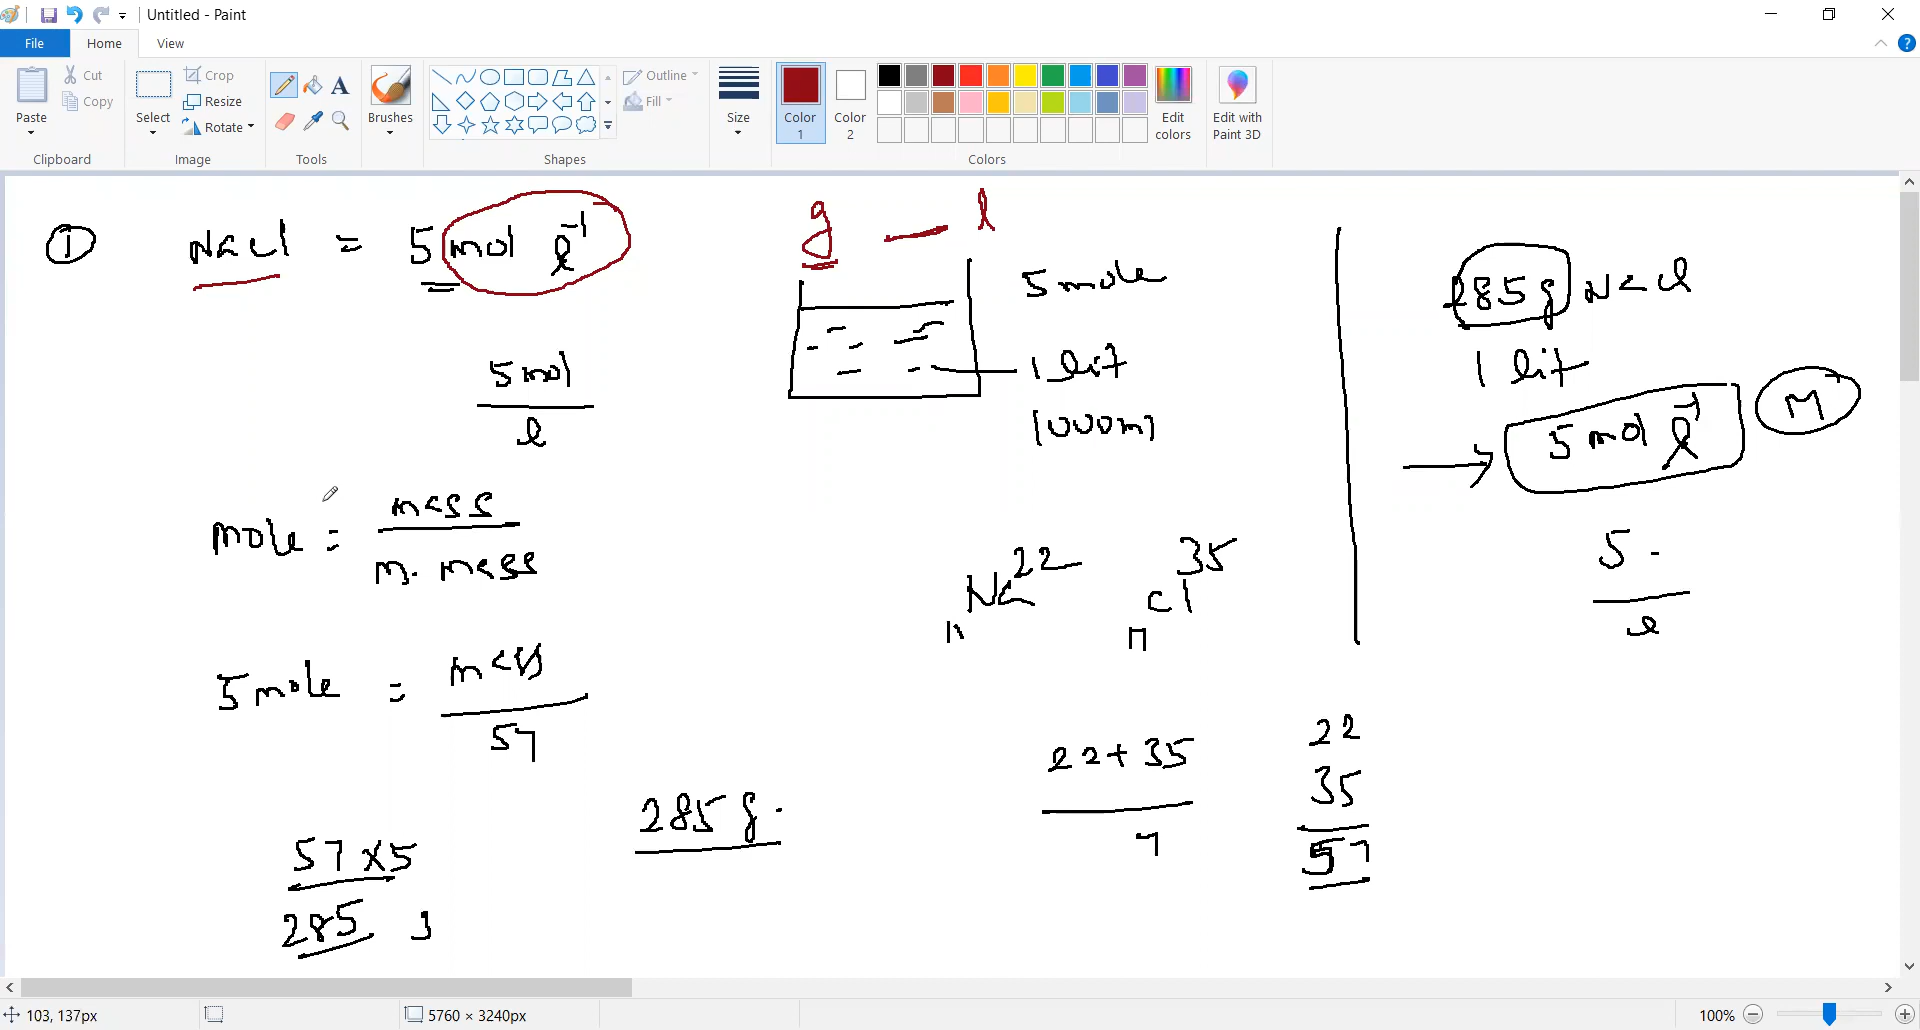 Untitled - Paint
File Home View
Paste
Cut
Copy
Clipboard
Select
Crop
Resize
Rotate
Image
Tools
Brushes
Shapes
Outline
Fill
Size
Color 1
Color 2
Colors
Edit colors
Edit with Paint 3D
1 NaCl = 5 mol l⁻¹
g l
5 mole
1 lit
1000ml
5 mol
l
mole = mass
m. mass
5 mole = mass
57
57 x 5
285 g
285 g.
Na 22
11
Cl 35
17
22 + 35
7
22
35
57
285 g NaCl
1 lit
5 mol l⁻¹
M
5
l
103, 137px
5760 × 3240px
100%